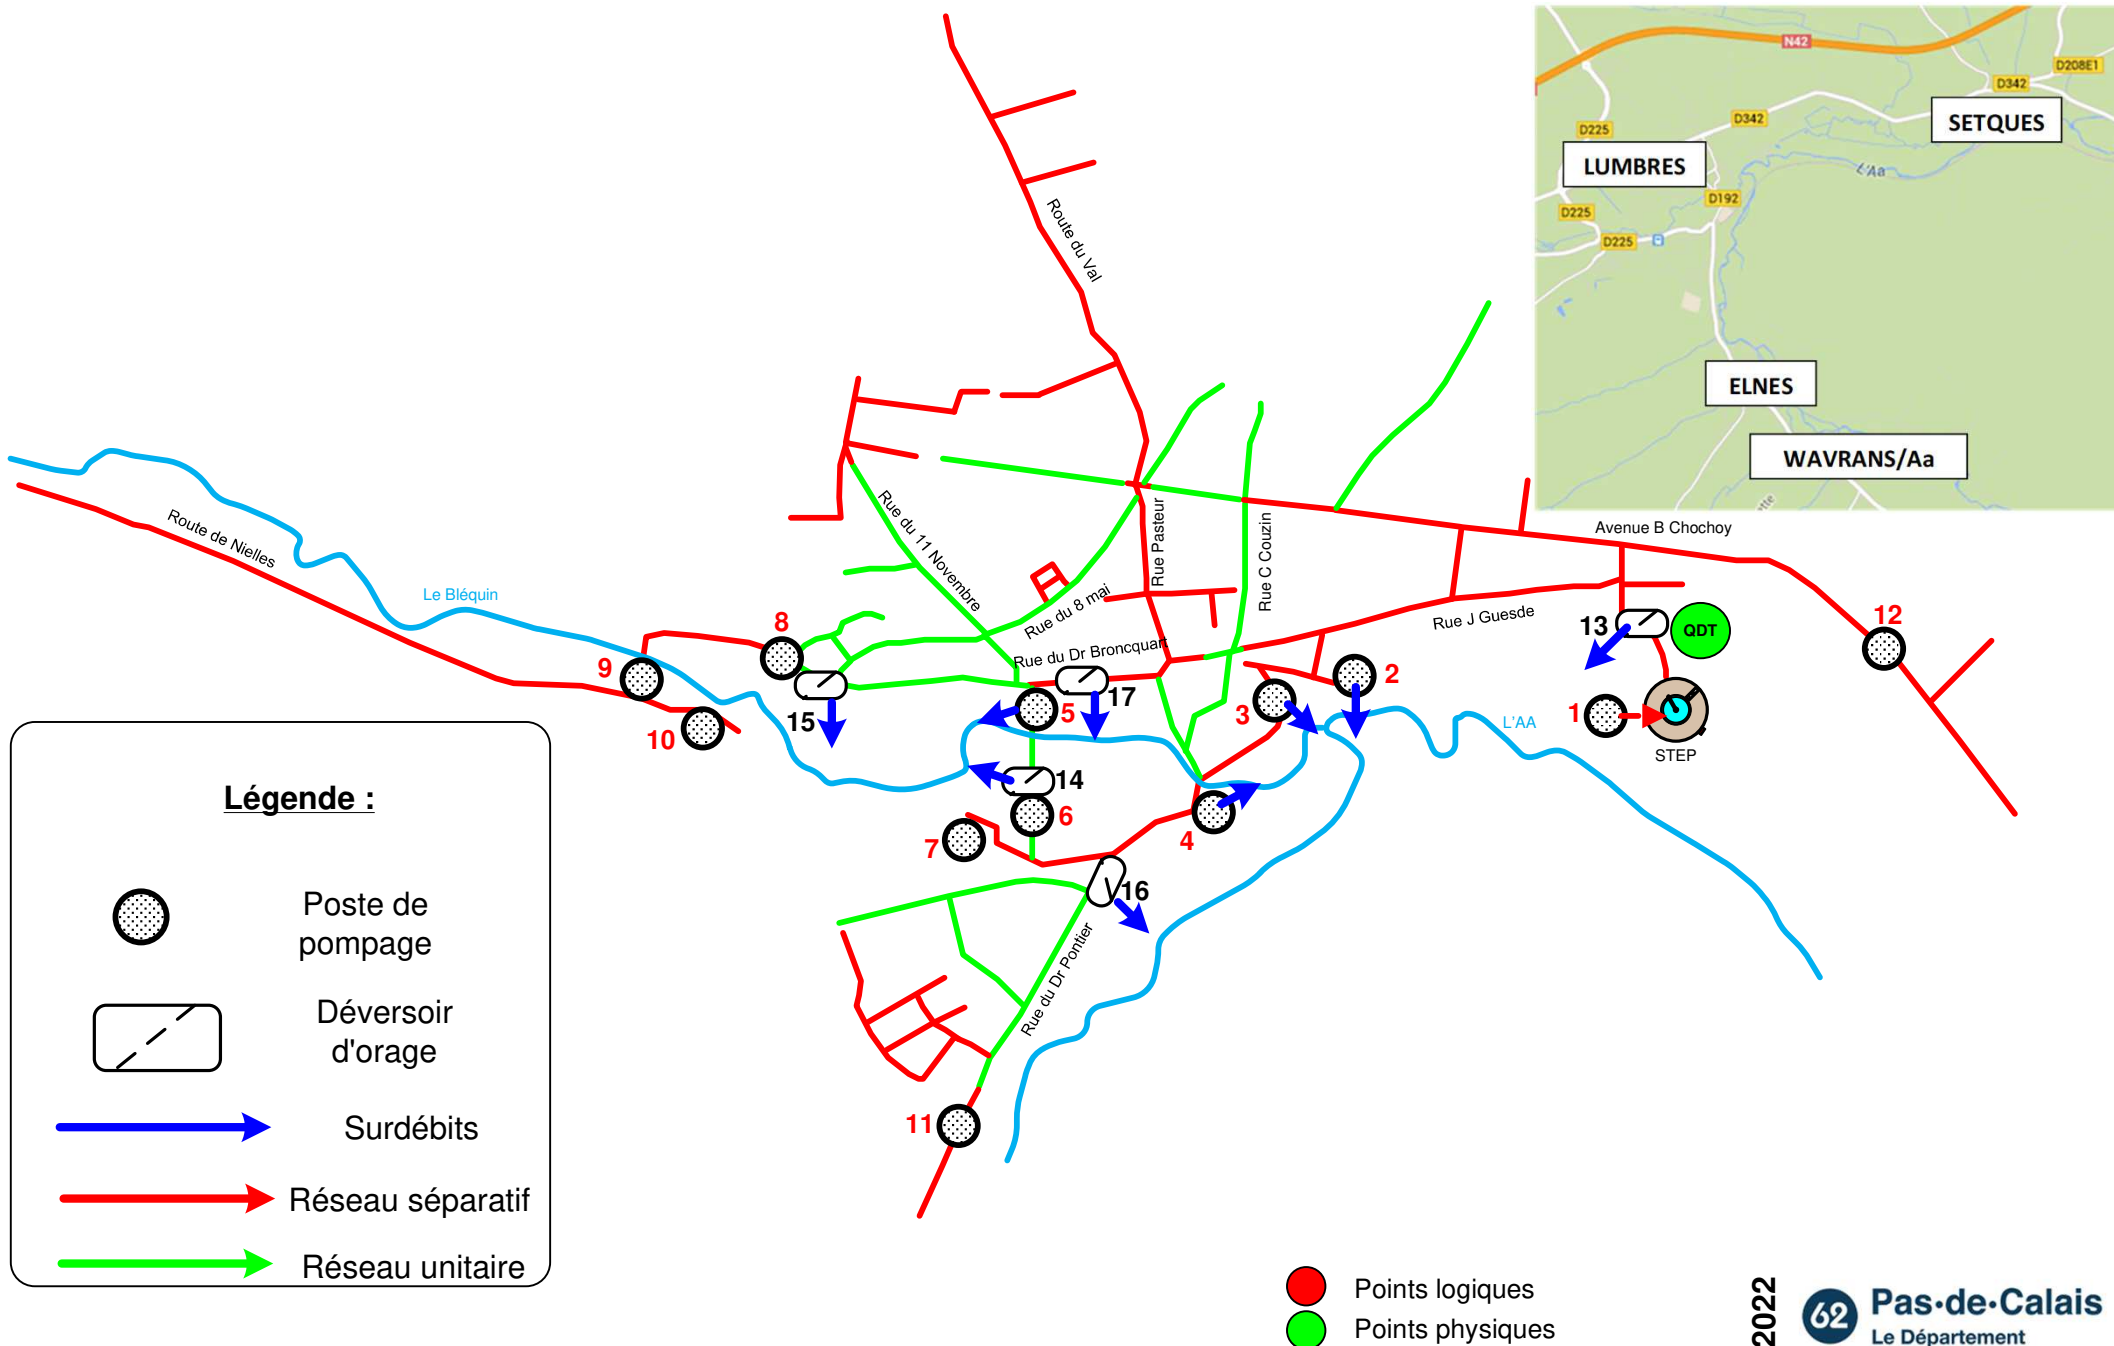 N42
D208E1
D342
SETQUES
D342
D225
LUMBRES
L'Aa
D192
D225
D225
ELNES
WAVRANS/Aa
Route du Val
Rue du 11 Novembre
Rue Pasteur
Rue C Couzin
Avenue B Chochoy
Route de Nielles
Le Bléquin
Rue du 8 mai
Rue J Guesde
Rue du Dr Broncquart
8
9
10
15
5
17
3
2
13
QDT
12
1
STEP
L'AA
14
6
7
4
16
Rue du Dr Pontier
11
Légende :
Poste de
pompage
Déversoir
d'orage
Surdébits
Réseau séparatif
Réseau unitaire
Points logiques
Points physiques
2022
62
Pas•de•Calais
Le Département